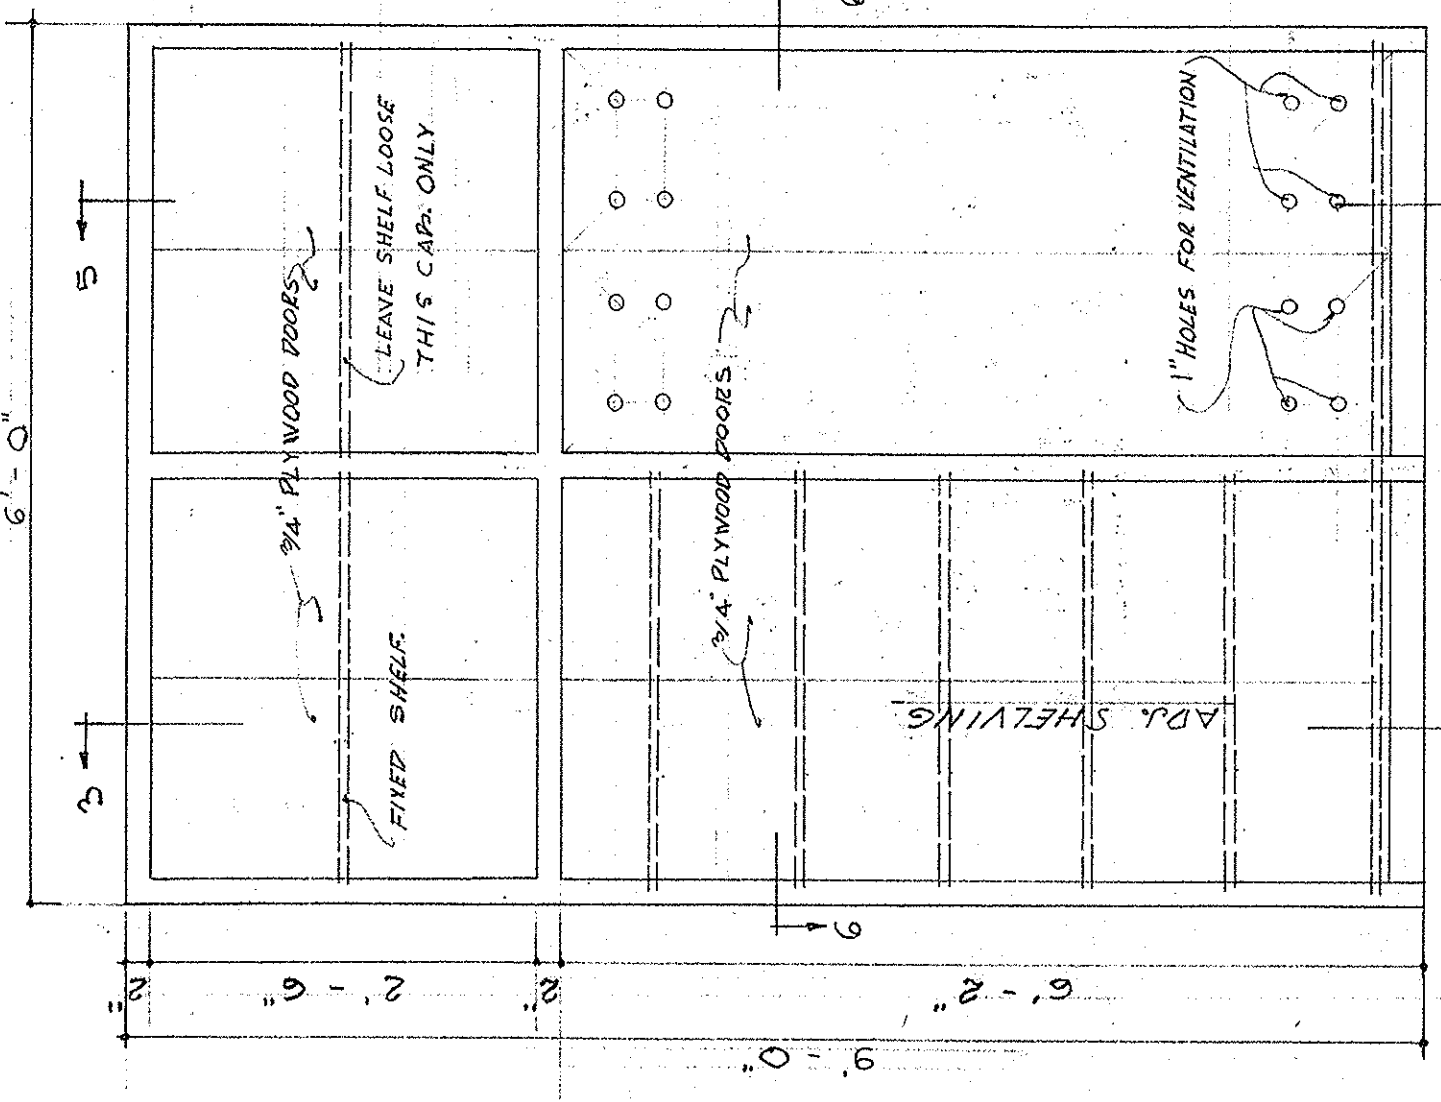 6'-0"
5
3
3/4" PLYWOOD DOORS
LEAVE SHELF LOOSE
THIS CAB. ONLY
FIXED SHELF
3/4" PLYWOOD DOORS
1" HOLES FOR VENTILATION
ADJ. SHELVING
6
2"
2'-6"
2"
6'-2"
9'-0"